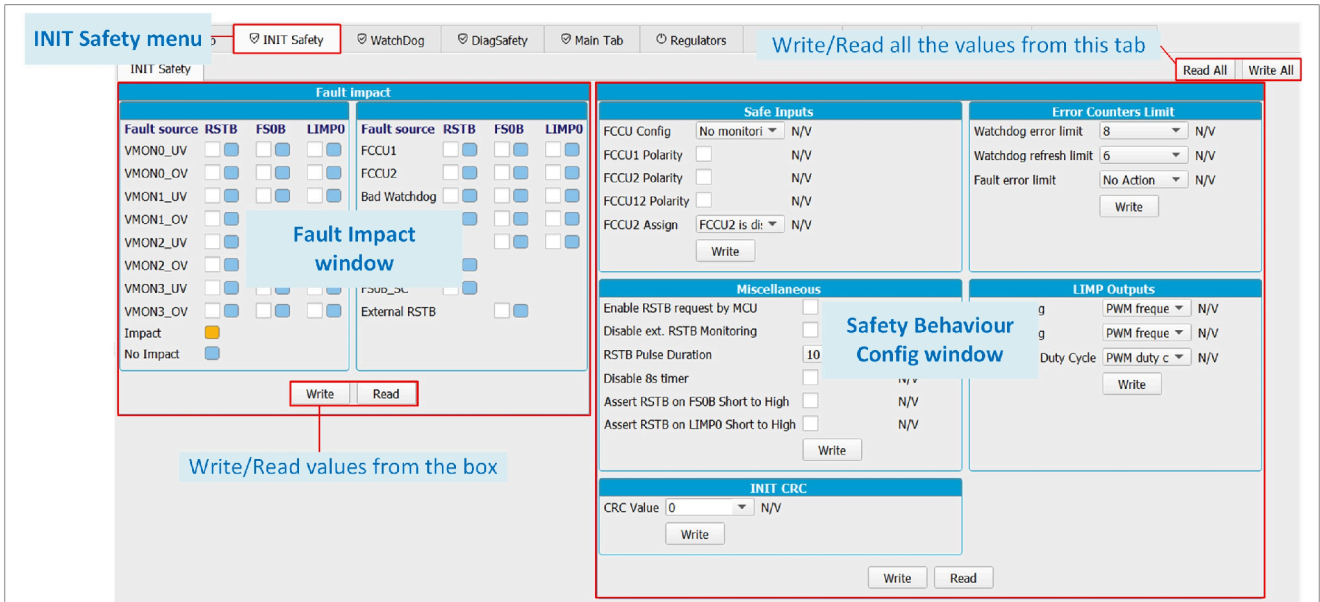 INIT Safety menu
INIT Safety
WatchDog
DiagSafety
Main Tab
Regulators
Write/Read all the values from this tab
INIT Safety
Read All
Write All
Fault impact
Fault source RSTB FS0B LIMP0 Fault source RSTB FS0B LIMP0
VMON0_UV FCCU1
VMON0_OV FCCU2
VMON1_UV Bad Watchdog
VMON1_OV
VMON2_UV
VMON2_OV
VMON3_UV FS0B_SC
VMON3_OV External RSTB
Impact
No Impact
Fault Impact
window
Write Read
Write/Read values from the box
Safe Inputs
FCCU Config No monitori N/V
FCCU1 Polarity N/V
FCCU2 Polarity N/V
FCCU12 Polarity N/V
FCCU2 Assign FCCU2 is di: N/V
Write
Error Counters Limit
Watchdog error limit 8 N/V
Watchdog refresh limit 6 N/V
Fault error limit No Action N/V
Write
Miscellaneous
Enable RSTB request by MCU
Disable ext. RSTB Monitoring
RSTB Pulse Duration 10
Disable 8s timer N/V
Assert RSTB on FS0B Short to High N/V
Assert RSTB on LIMP0 Short to High N/V
Write
Safety Behaviour
Config window
LIMP Outputs
g PWM freque N/V
g PWM freque N/V
Duty Cycle PWM duty c N/V
Write
INIT CRC
CRC Value 0 N/V
Write
Write Read